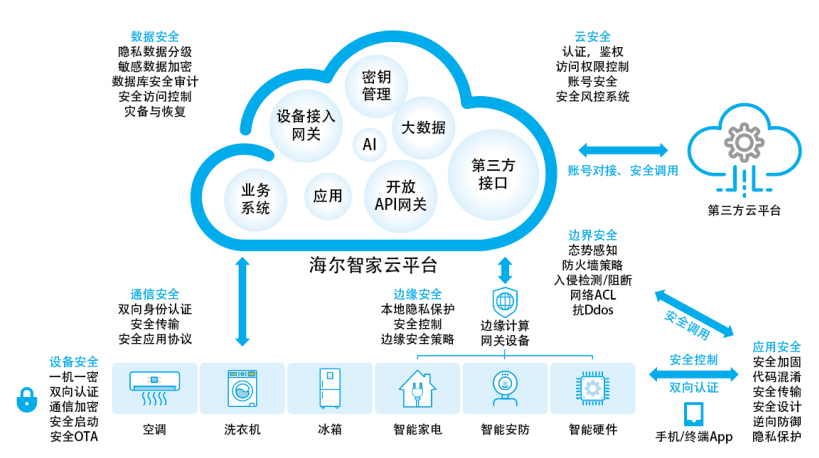 数据安全
隐私数据分级
敏感数据加密
数据库安全审计
安全访问控制
灾备与恢复
云安全
认证，鉴权
访问权限控制
账号安全
安全风控系统
密钥
管理
设备接入
网关
大数据
AI
第三方
接口
业务
系统
应用
开放
API网关
海尔智家云平台
账号对接、安全调用
第三方云平台
边界安全
态势感知
防火墙策略
入侵检测/阻断
网络ACL
抗Ddos
通信安全
双向身份认证
安全传输
安全应用协议
边缘安全
本地隐私保护
安全控制
边缘安全策略
边缘计算
网关设备
安全调用
设备安全
一机一密
双向认证
通信加密
安全启动
安全OTA
空调
洗衣机
冰箱
智能家电
智能安防
智能硬件
安全控制
双向认证
手机/终端App
应用安全
安全加固
代码混淆
安全传输
安全设计
逆向防御
隐私保护